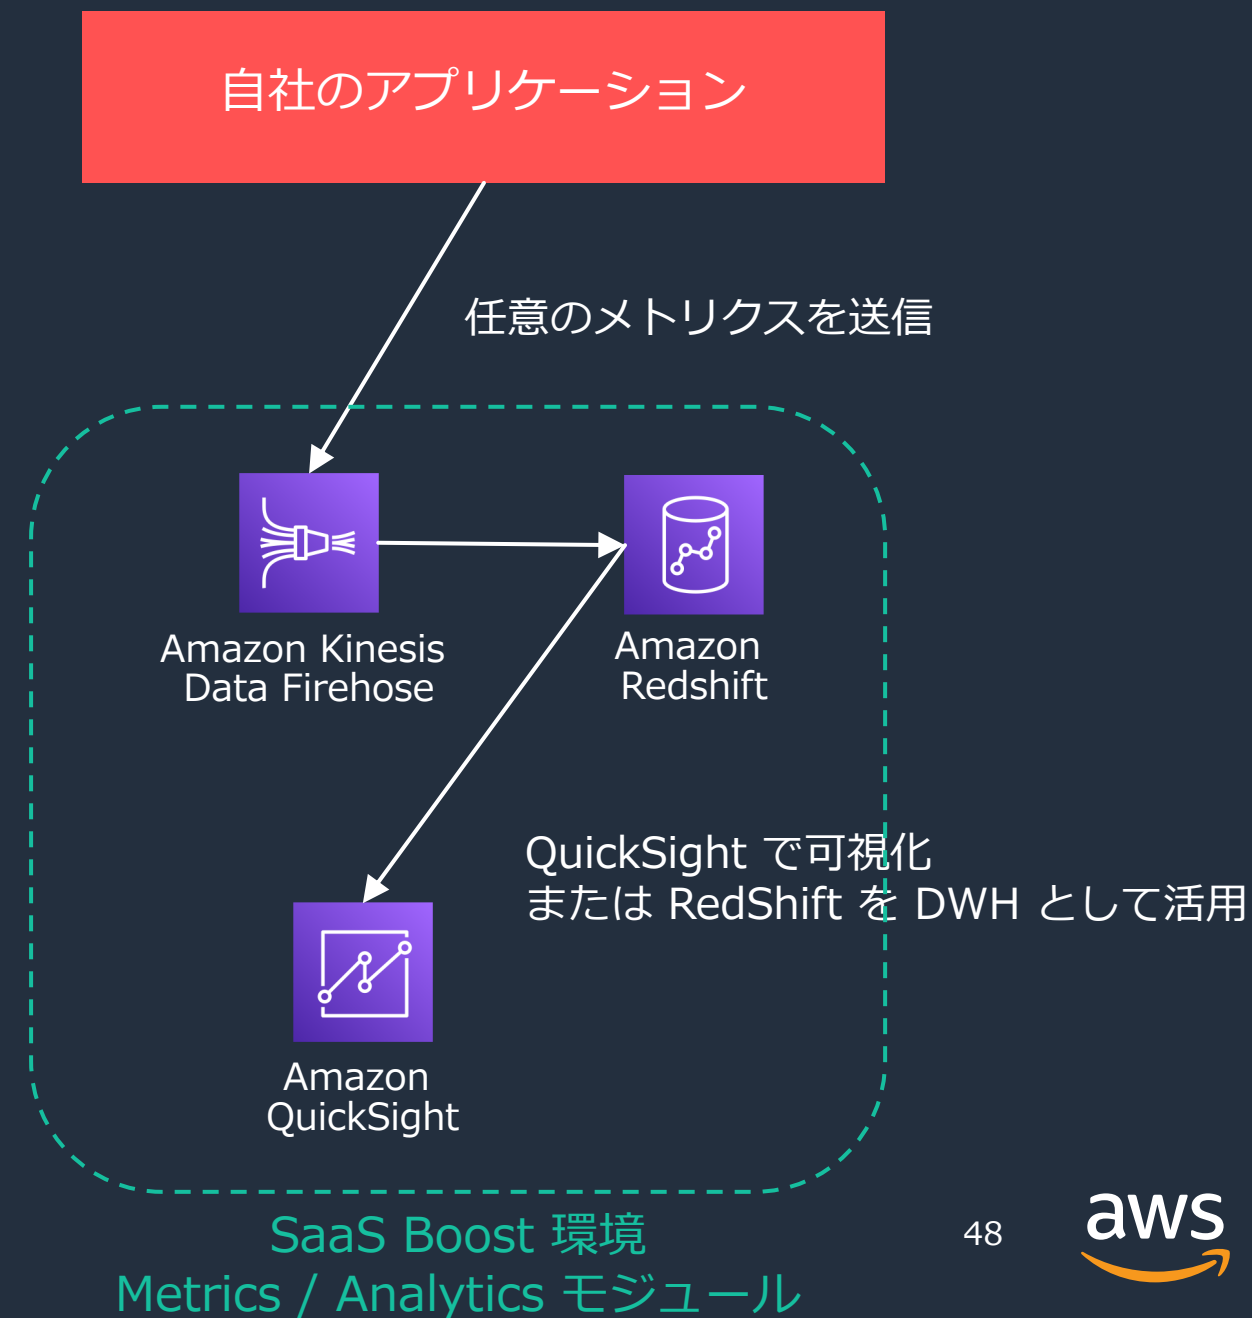 自社のアプリケーション
任意のメトリクスを送信
Amazon Kinesis
Data Firehose
Amazon
Redshift
QuickSight で可視化
または RedShift を DWH として活用
Amazon
QuickSight
SaaS Boost 環境
Metrics / Analytics モジュール
48
aws